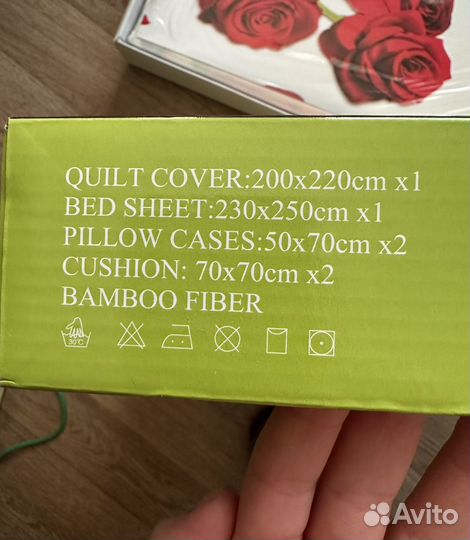 QUILT COVER:200x220cm x1
BED SHEET:230x250cm x1
PILLOW CASES:50x70cm x2
CUSHION: 70x70cm x2
BAMBOO FIBER
30°C
Avito